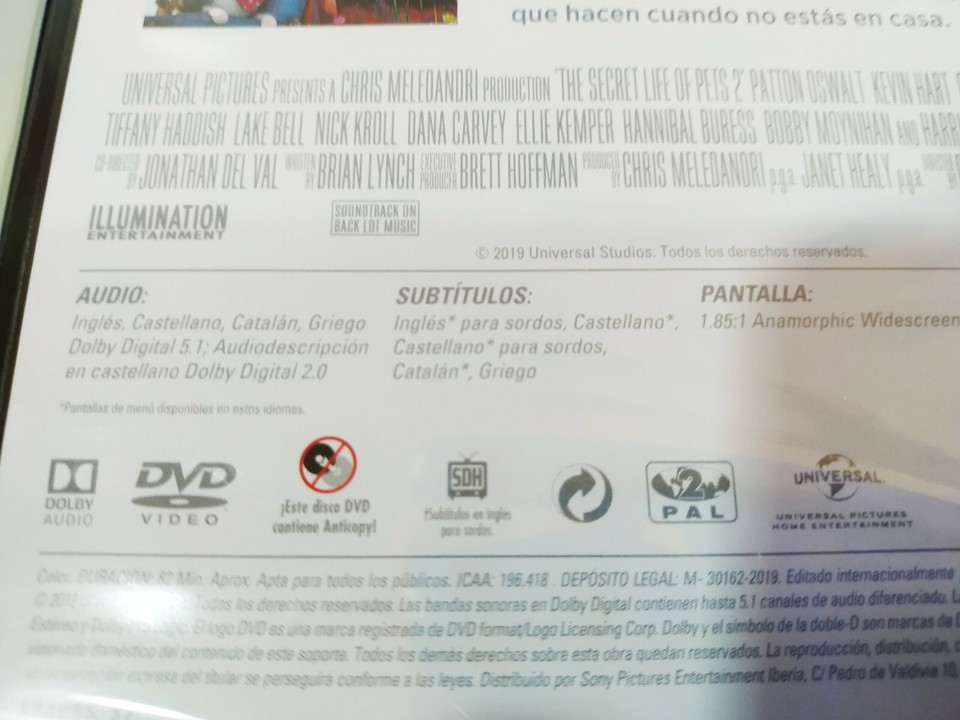 que hacen cuando no estás en casa.
UNIVERSAL PICTURES PRESENTS A CHRIS MELEDANDRI PRODUCTION 'THE SECRET LIFE OF PETS 2' PATTON OSWALT KEVIN HART
TIFFANY HADDISH LAKE BELL NICK KROLL DANA CARVEY ELLIE KEMPER HANNIBAL BURESS BOBBY MOYNIHAN AND
CO-DIRECTED BY JONATHAN DEL VAL WRITTEN BY BRIAN LYNCH EXECUTIVE PRODUCER BRETT HOFFMAN PRODUCED BY CHRIS MELEDANDRI p.g.a. JANET HEALY p.g.a.
ILLUMINATION
ENTERTAINMENT
SOUNDTRACK ON
BACK LOT MUSIC
© 2019 Universal Studios. Todos los derechos reservados.
AUDIO:
Inglés, Castellano, Catalán, Griego
Dolby Digital 5.1; Audiodescripción
en castellano Dolby Digital 2.0
SUBTÍTULOS:
Inglés* para sordos, Castellano*,
Castellano* para sordos,
Catalán*, Griego
PANTALLA:
1.85:1 Anamorphic Widescreen
*Pantallas de menú disponibles en estos idiomas.
DOLBY
AUDIO
DVD
VIDEO
¡Este disco DVD
contiene Anticopy!
SDH
*Subtítulos en inglés
para sordos.
2
PAL
UNIVERSAL
UNIVERSAL PICTURES
HOME ENTERTAINMENT
Color. DURACIÓN: 82 Min. Aprox. Apta para todos los públicos. ICAA: 196.418 . DEPÓSITO LEGAL: M- 30162-2019. Editado internacionalmente
Todos los derechos reservados. Las bandas sonoras en Dolby Digital contienen hasta 5.1 canales de audio diferenciado.
Estéreo y El logo DVD es una marca registrada de DVD format/Logo Licensing Corp. Dolby y el símbolo de la doble-D son marcas de
doméstico del contenido de este soporte. Todos los demás derechos sobre esta obra quedan reservados. La reproducción, distribución,
expresa del titular se perseguirá conforme a las leyes. Distribuido por Sony Pictures Entertainment Iberia, C/ Pedro de Valdivia 10,